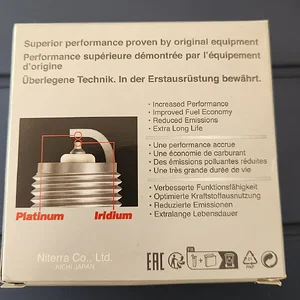 Superior performance proven by original equipment
Performance supérieure démontrée par l'équipement
d'origine
Überlegene Technik. In der Erstausrüstung bewährt.
• Increased Performance
• Improved Fuel Economy
• Reduced Emissions
• Extra Long Life
• Une performance accrue
• Une économie de carburant
• Des émissions polluantes réduites
• Une très grande durée de vie
• Verbesserte Funktionsfähigkeit
• Optimierte Kraftstoffausnutzung
• Reduzierte Emissionen
• Extralange Lebensdauer
Platinum Iridium
Niterra Co., Ltd.
AICHI JAPAN
EAC